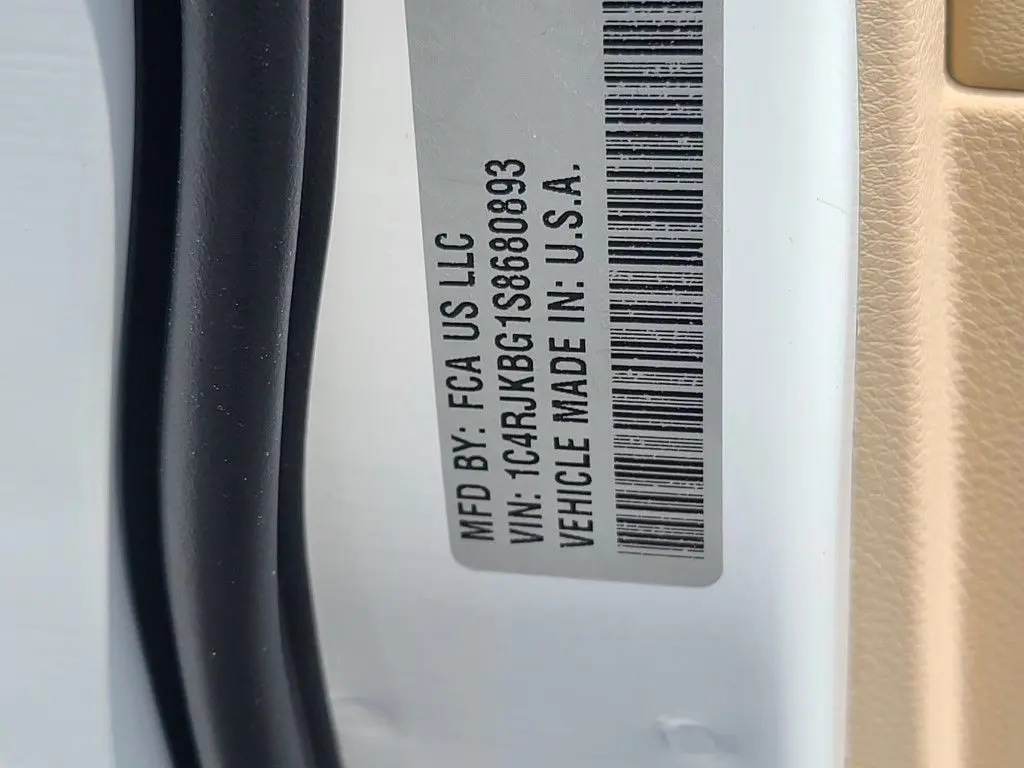 MFD BY: FCA US LLC
VIN: 1C4RJKBG1S8680893
VEHICLE MADE IN: U.S.A.